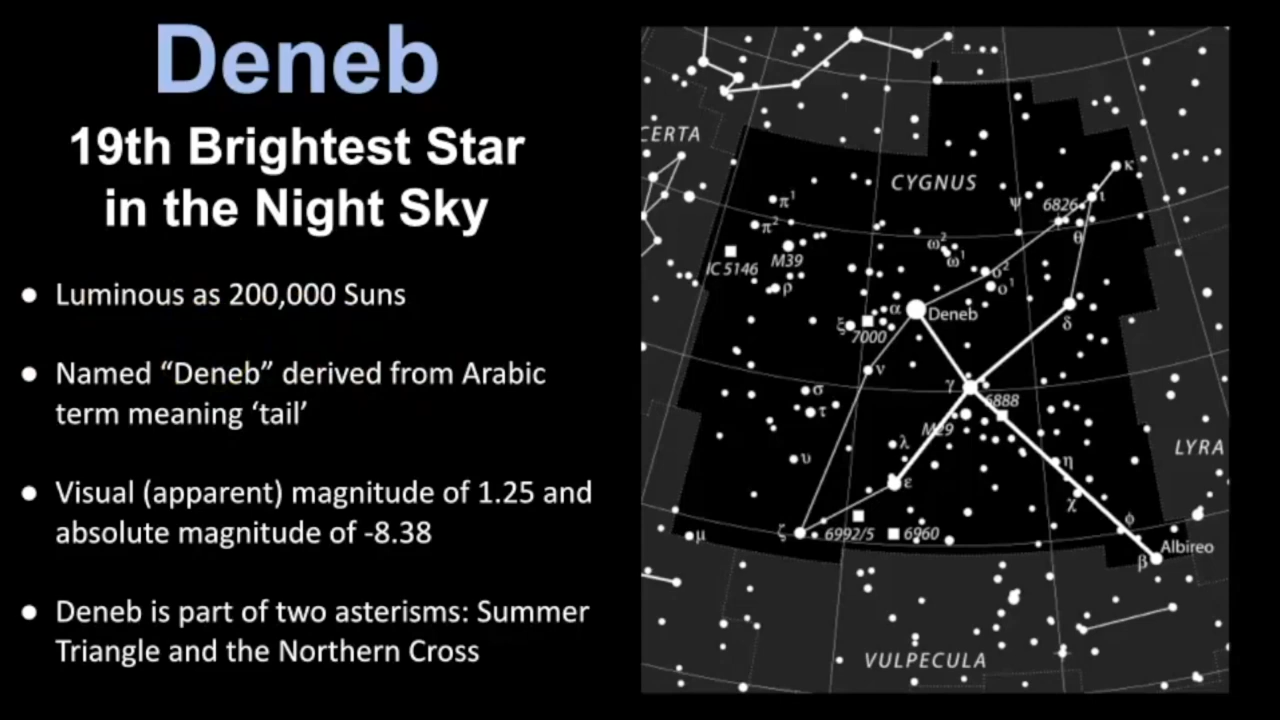 Deneb
19th Brightest Star
in the Night Sky
● Luminous as 200,000 Suns
● Named “Deneb” derived from Arabic
term meaning ‘tail’
● Visual (apparent) magnitude of 1.25 and
absolute magnitude of -8.38
● Deneb is part of two asterisms: Summer
Triangle and the Northern Cross
CERTA
CYGNUS
κ
ι
ψ
6826
θ
π¹
π²
IC 5146
M39
ρ
ω²
ω¹
ο²
ο¹
α
Deneb
δ
ξ
7000
ν
γ
6888
σ
τ
M29
LYRA
λ
υ
η
ε
χ
φ
ζ
6992/5
6960
μ
Albireo
β
VULPECULA